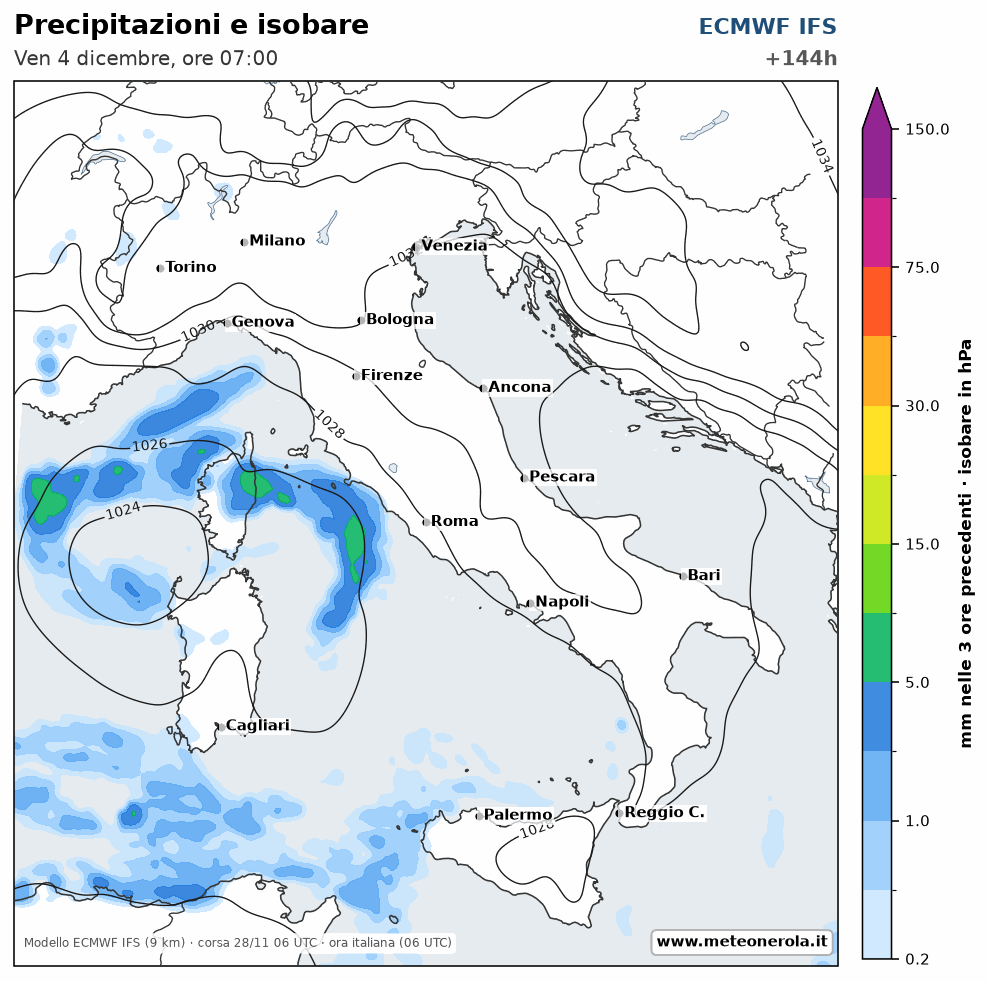 Precipitazioni e isobare
ECMWF IFS
Ven 4 dicembre, ore 07:00
+144h
1034
Milano
Venezia
Torino
1030
Genova
Bologna
Firenze
Ancona
1028
1026
Pescara
1024
Roma
Bari
Napoli
Cagliari
Palermo
Reggio C.
1028
Modello ECMWF IFS (9 km) · corsa 28/11 06 UTC · ora italiana (06 UTC)
www.meteonerola.it
150.0
75.0
30.0
15.0
5.0
1.0
0.2
mm nelle 3 ore precedenti · isobare in hPa